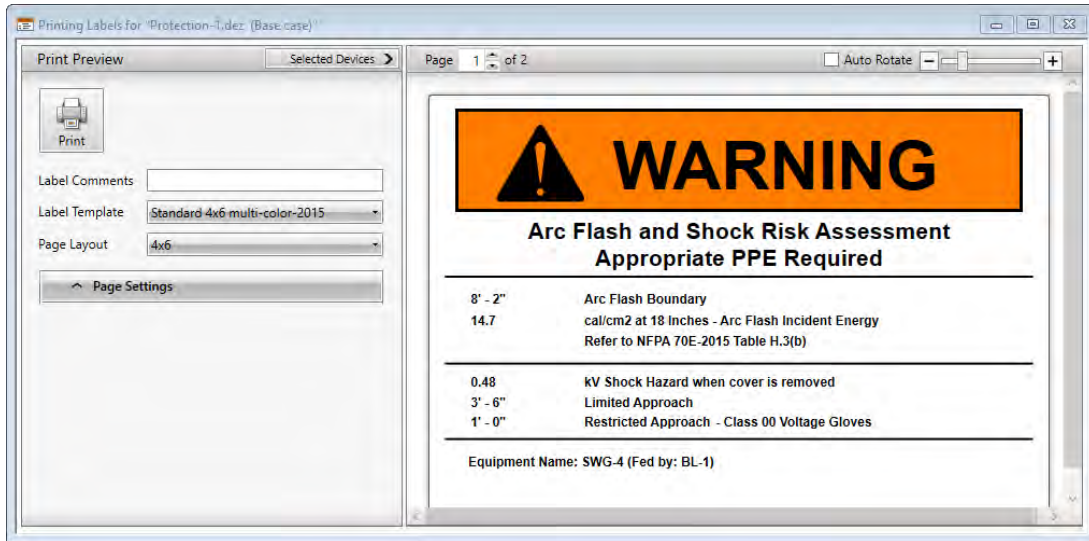 Printing Labels for 'Protection-1.dez (Base case)'
Print Preview
Selected Devices
Page 1 of 2
Auto Rotate
Print
Label Comments
Label Template Standard 4x6 multi-color-2015
Page Layout 4x6
Page Settings
WARNING
Arc Flash and Shock Risk Assessment
Appropriate PPE Required
8' - 2" Arc Flash Boundary
14.7 cal/cm2 at 18 Inches - Arc Flash Incident Energy
Refer to NFPA 70E-2015 Table H.3(b)
0.48 kV Shock Hazard when cover is removed
3' - 6" Limited Approach
1' - 0" Restricted Approach - Class 00 Voltage Gloves
Equipment Name: SWG-4 (Fed by: BL-1)